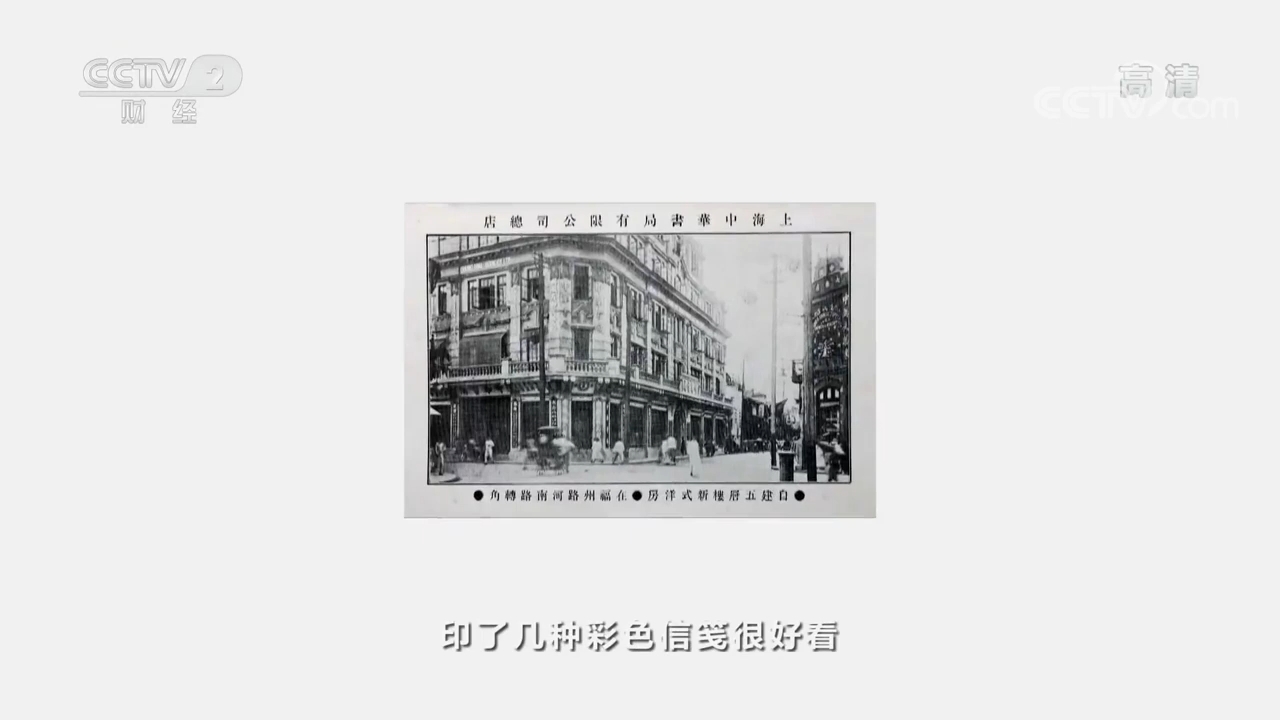 CCTV 2
财 经
高 清
CCTV.com
店總司公限有局書華中海上
●角轉路南河路州福在●房洋式新樓層五建自●
印了几种彩色信笺很好看